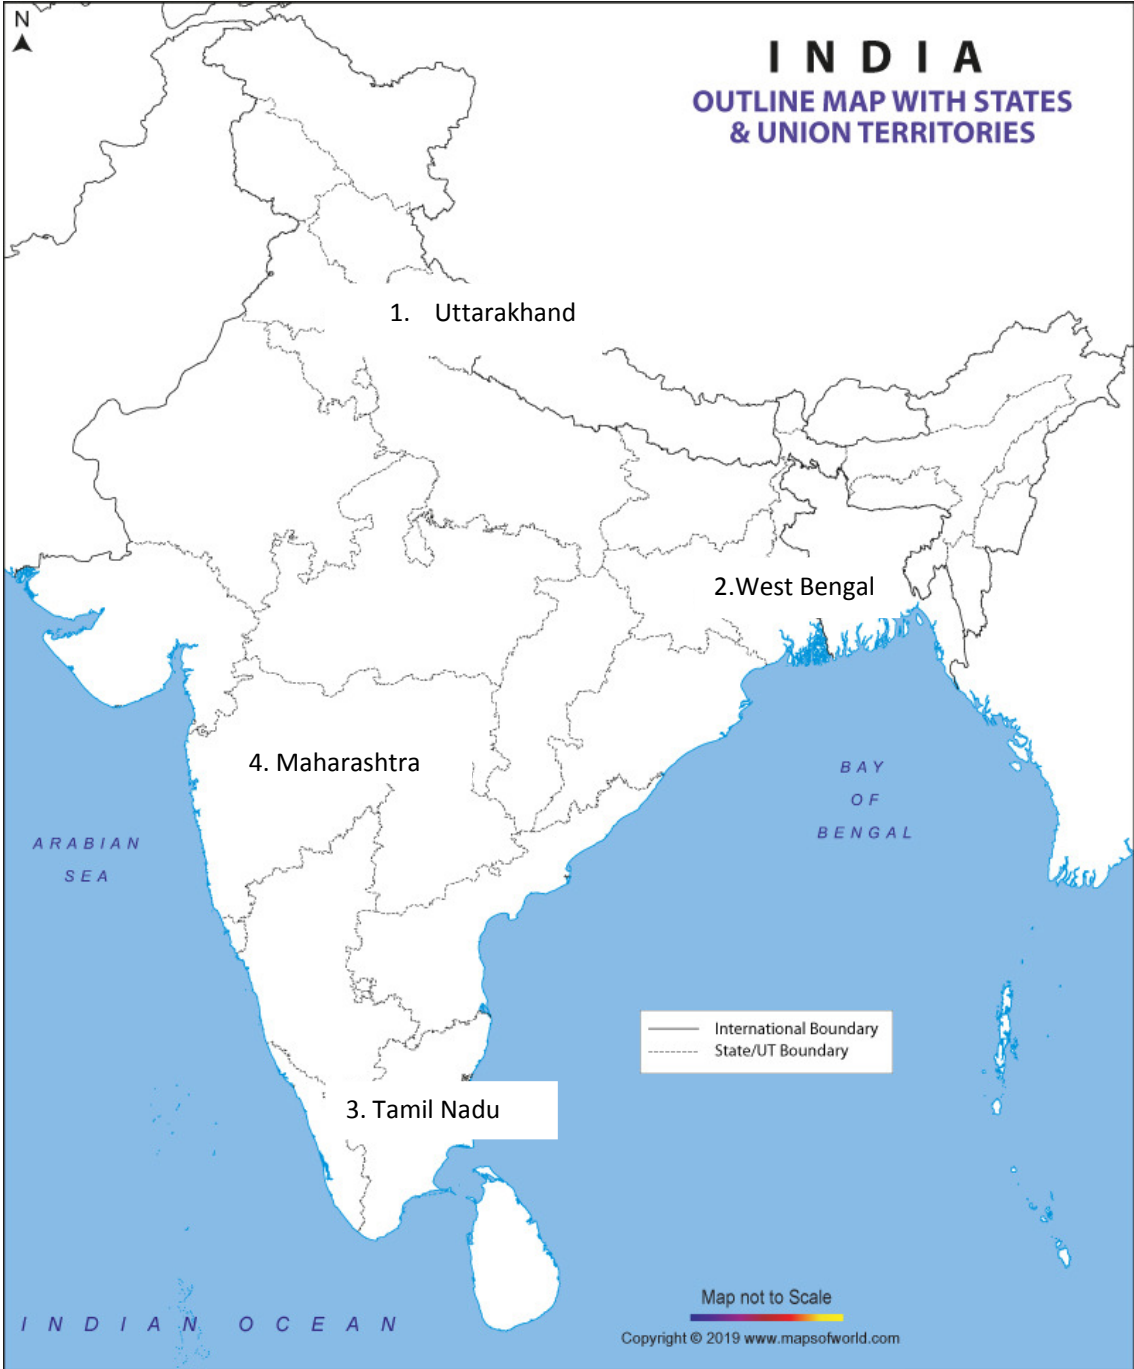 N
I N D I A
OUTLINE MAP WITH STATES
& UNION TERRITORIES
1. Uttarakhand
2.West Bengal
4. Maharashtra
BAY
OF
BENGAL
ARABIAN
SEA
International Boundary
State/UT Boundary
3. Tamil Nadu
Map not to Scale
I N D I A N O C E A N
Copyright © 2019 www.mapsofworld.com